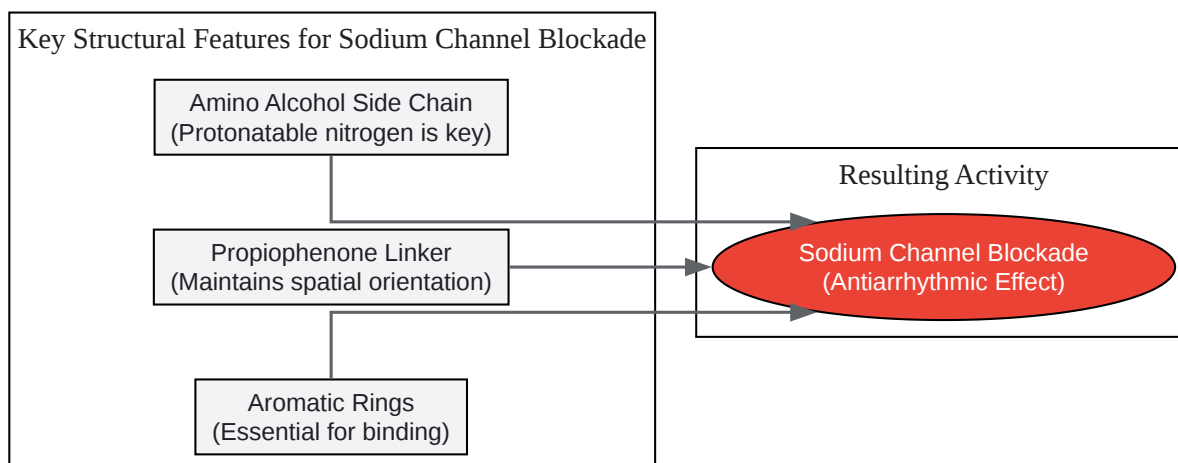 Key Structural Features for Sodium Channel Blockade
Amino Alcohol Side Chain
(Protonatable nitrogen is key)
Propiophenone Linker
(Maintains spatial orientation)
Aromatic Rings
(Essential for binding)
Resulting Activity
Sodium Channel Blockade
(Antiarrhythmic Effect)